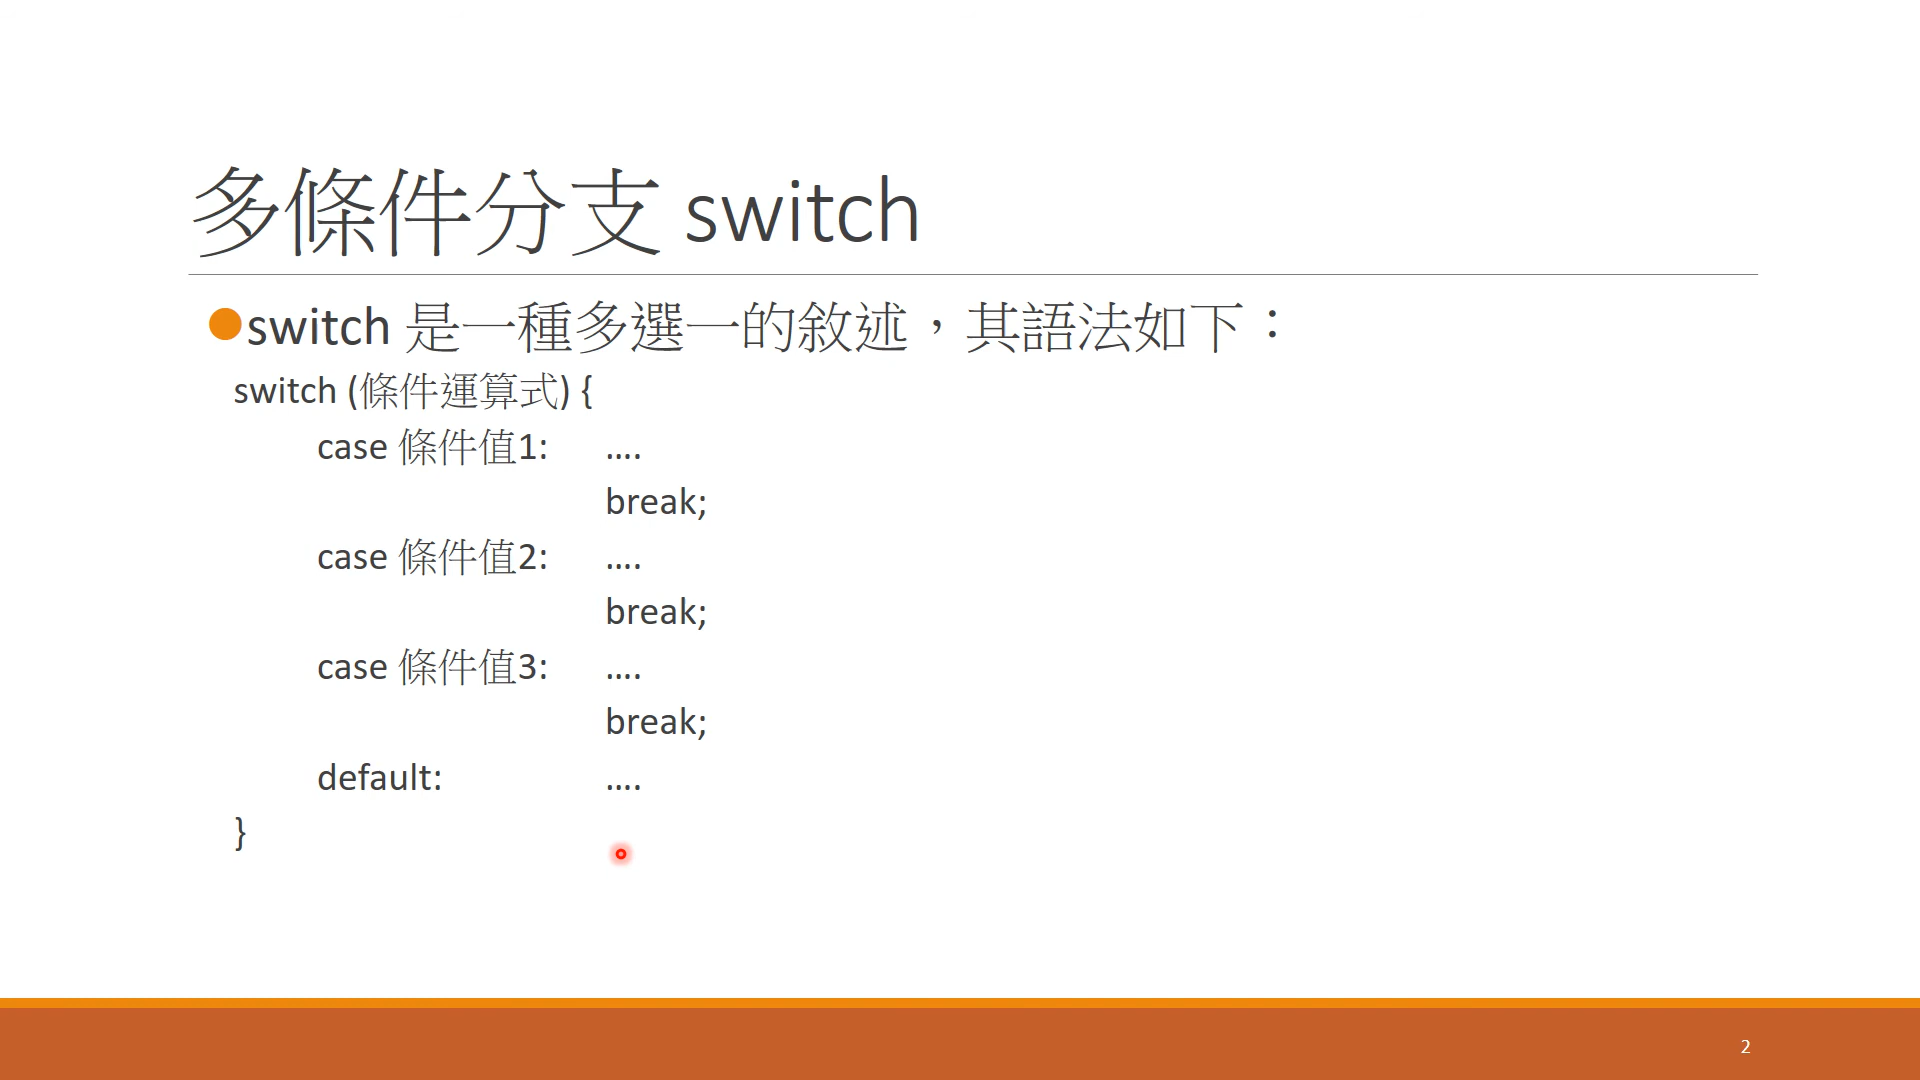 多條件分支 switch
switch 是一種多選一的敘述，其語法如下：
switch (條件運算式) {
case 條件值1: ....
break;
case 條件值2: ....
break;
case 條件值3: ....
break;
default: ....
}
2